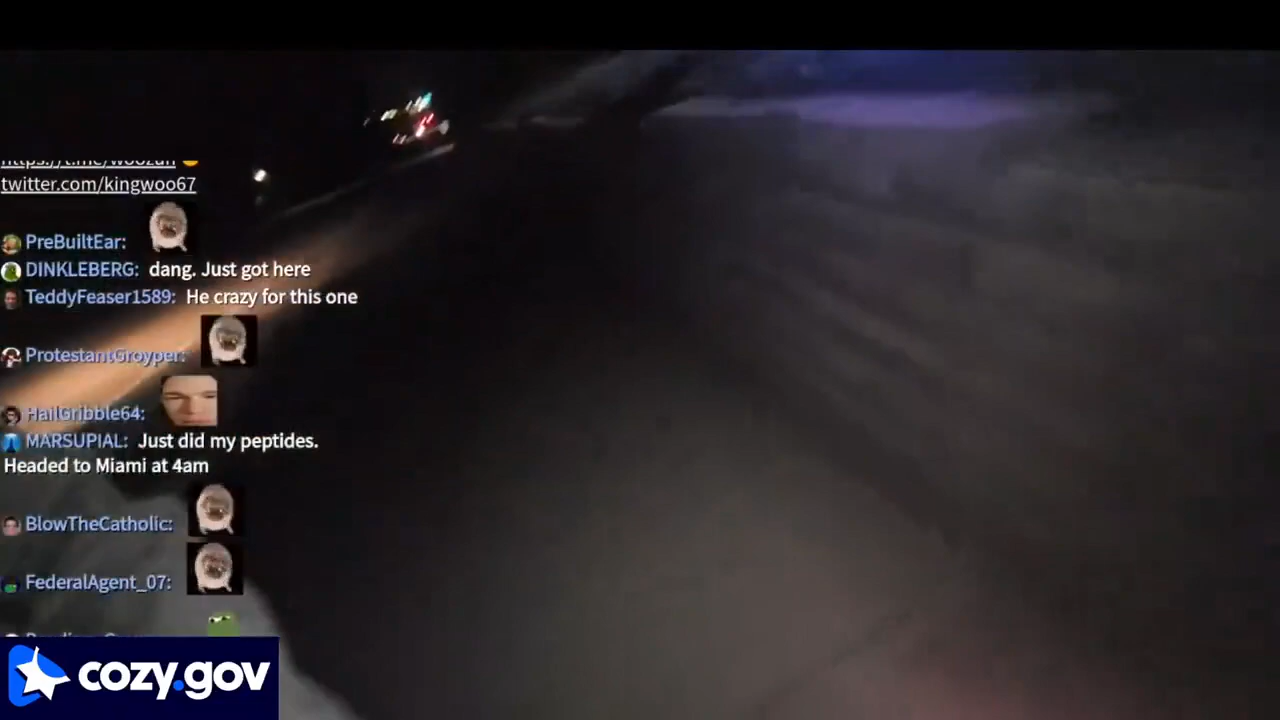 twitter.com/kingwoo67
PreBuiltEar:
DINKLEBERG: dang. Just got here
TeddyFeaser1589: He crazy for this one
ProtestantGroyper:
HailGribble64:
MARSUPIAL: Just did my peptides.
Headed to Miami at 4am
BlowTheCatholic:
FederalAgent_07:
cozy.gov